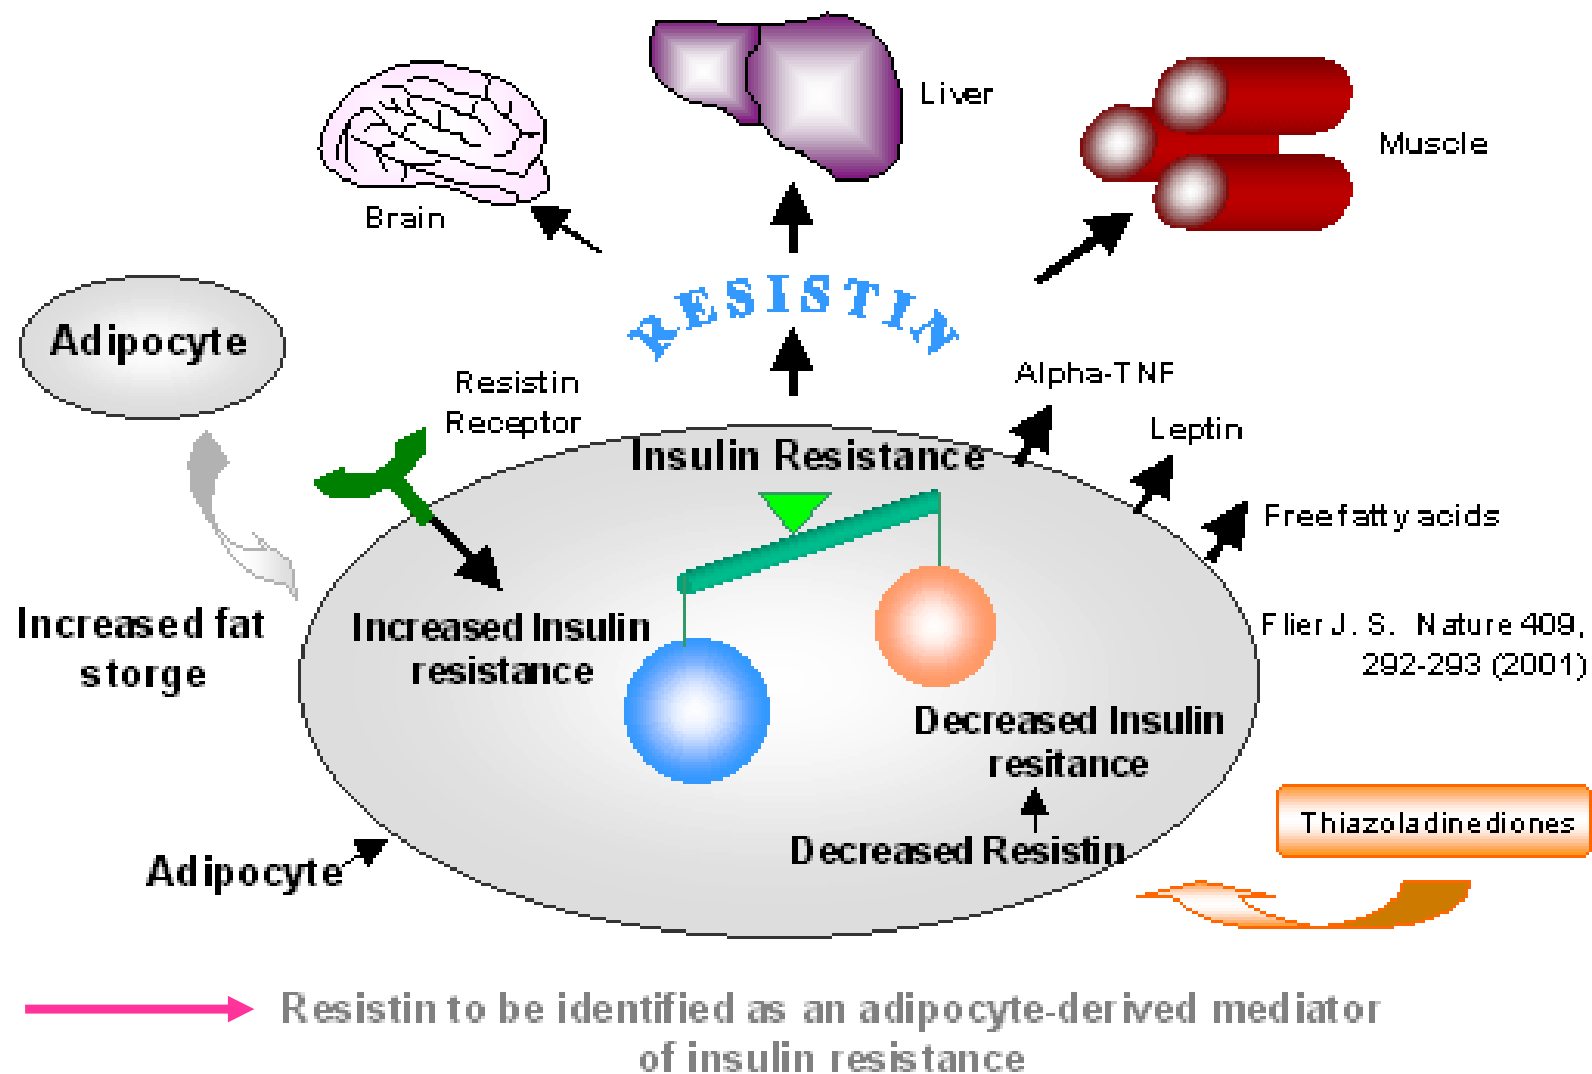 Liver
Muscle
Brain
RESISTIN
Adipocyte
Resistin
Receptor
Alpha-TNF
Leptin
Insulin Resistance
Free fatty acids
Increased fat
storge
Increased Insulin
resistance
Flier J. S. Nature 409,
292-293 (2001)
Decreased Insulin
resitance
Decreased Resistin
Thiazoladinediones
Adipocyte
Resistin to be identified as an adipocyte-derived mediator
of insulin resistance